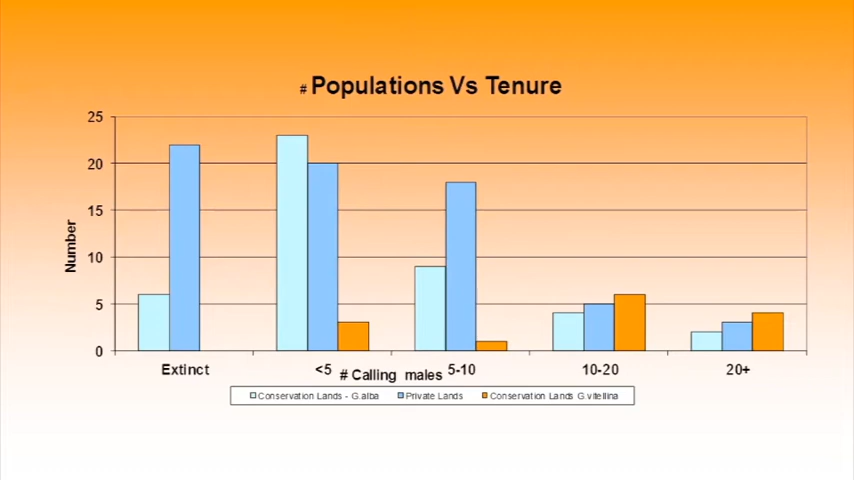 # Populations Vs Tenure
25
20
15
10
5
0
Number
Extinct <5 5-10 10-20 20+
# Calling males
Conservation Lands - G.alba Private Lands Conservation Lands G.vitellina